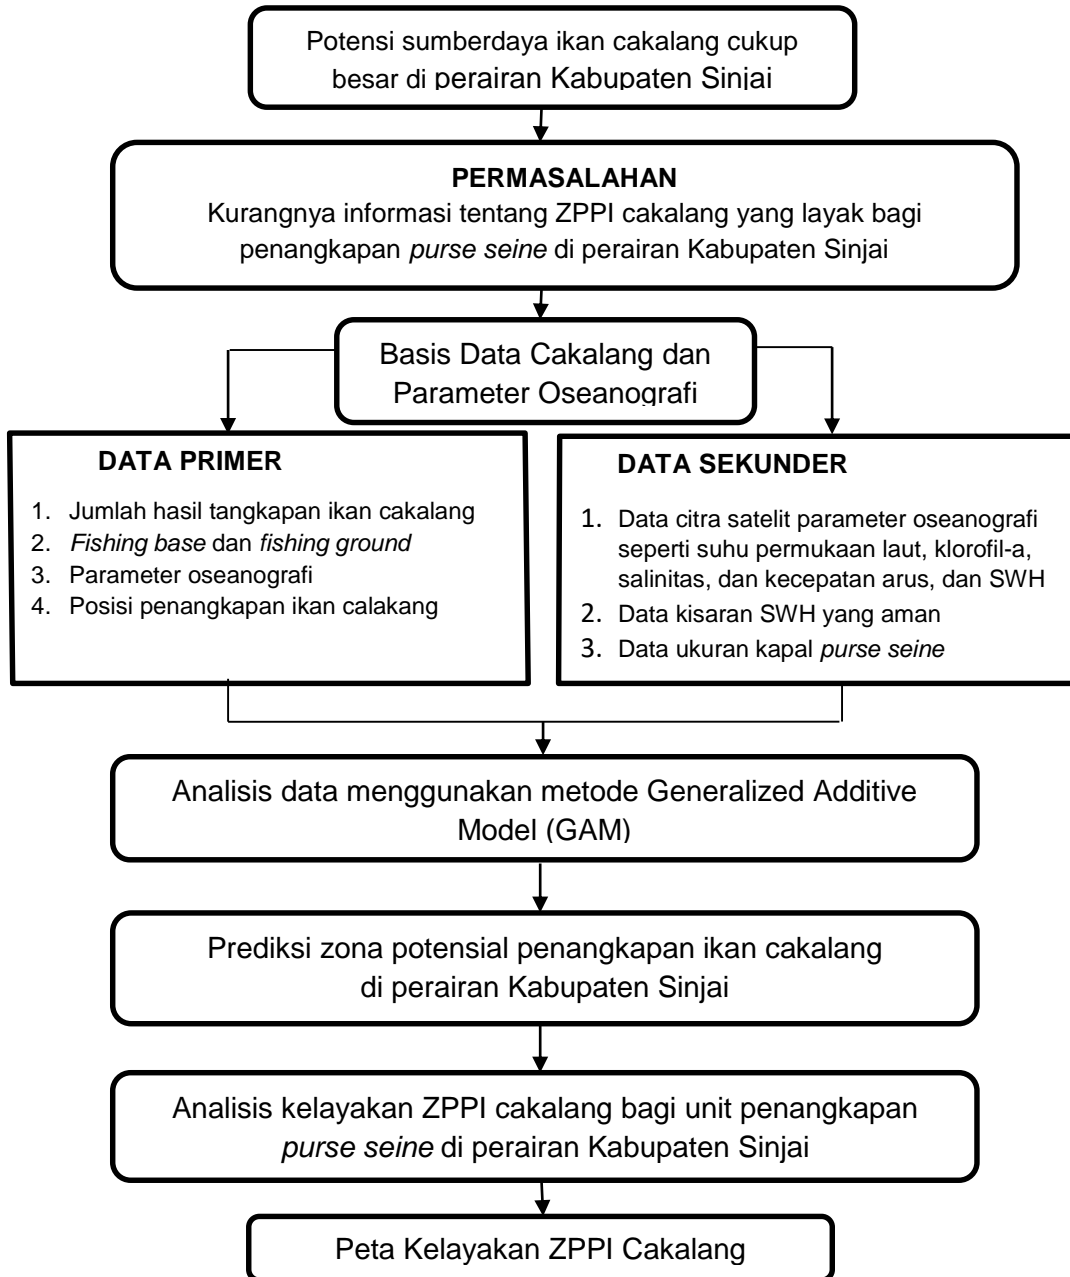 Potensi sumberdaya ikan cakalang cukup
besar di perairan Kabupaten Sinjai
PERMASALAHAN
Kurangnya informasi tentang ZPPI cakalang yang layak bagi
penangkapan purse seine di perairan Kabupaten Sinjai
Basis Data Cakalang dan
Parameter Oseanografi
DATA PRIMER
1. Jumlah hasil tangkapan ikan cakalang
2. Fishing base dan fishing ground
3. Parameter oseanografi
4. Posisi penangkapan ikan calakang
DATA SEKUNDER
1. Data citra satelit parameter oseanografi
seperti suhu permukaan laut, klorofil-a,
salinitas, dan kecepatan arus, dan SWH
2. Data kisaran SWH yang aman
3. Data ukuran kapal purse seine
Analisis data menggunakan metode Generalized Additive
Model (GAM)
Prediksi zona potensial penangkapan ikan cakalang
di perairan Kabupaten Sinjai
Analisis kelayakan ZPPI cakalang bagi unit penangkapan
purse seine di perairan Kabupaten Sinjai
Peta Kelayakan ZPPI Cakalang